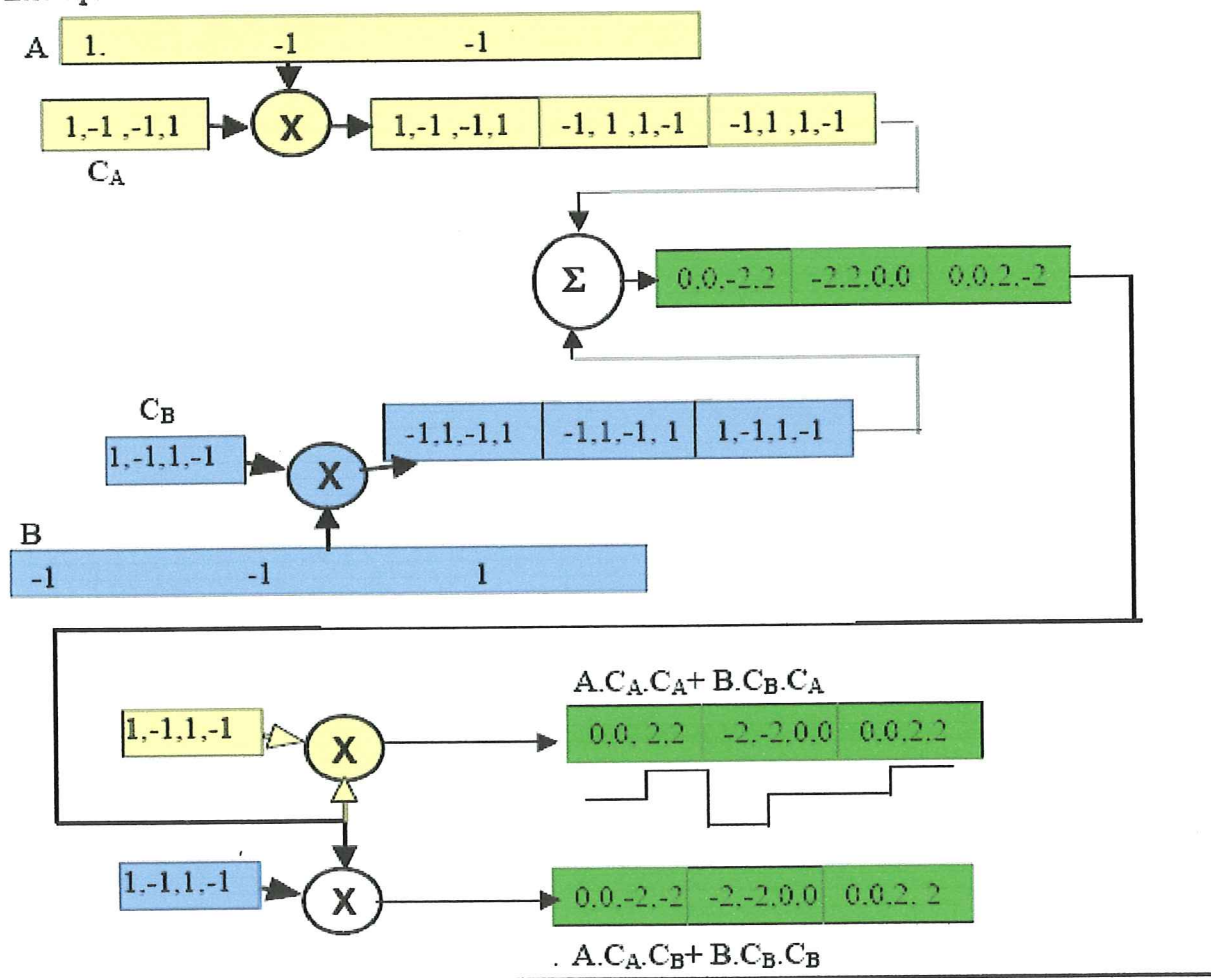 A
1. -1 -1
1,-1 ,-1,1
X
1,-1 ,-1,1 -1, 1 ,1,-1 -1,1 ,1,-1
CA
Σ
0.0.-2.2 -2.2.0.0 0.0.2.-2
CB
1,-1,1,-1
X
-1,1,-1,1 -1,1,-1, 1 1,-1,1,-1
B
-1 -1 1
A.CA.CA+ B.CB.CA
1,-1,1,-1
X
0.0. 2.2 -2.-2.0.0 0.0.2.2
1,-1,1,-1
X
0.0.-2.-2 -2.-2.0.0 0.0.2. 2
. A.CA.CB+ B.CB.CB